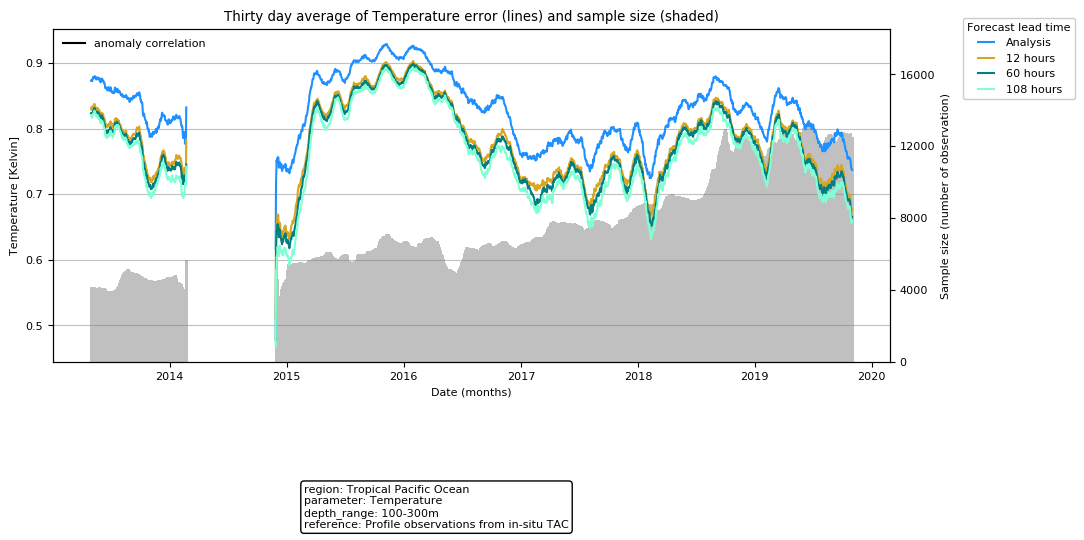 Thirty day average of Temperature error (lines) and sample size (shaded)
anomaly correlation
Forecast lead time
Analysis
12 hours
60 hours
108 hours
Temperature [Kelvin]
0.9
0.8
0.7
0.6
0.5
16000
12000
8000
4000
0
Sample size (number of observation)
2014
2015
2016
2017
2018
2019
2020
Date (months)
region: Tropical Pacific Ocean
parameter: Temperature
depth_range: 100-300m
reference: Profile observations from in-situ TAC